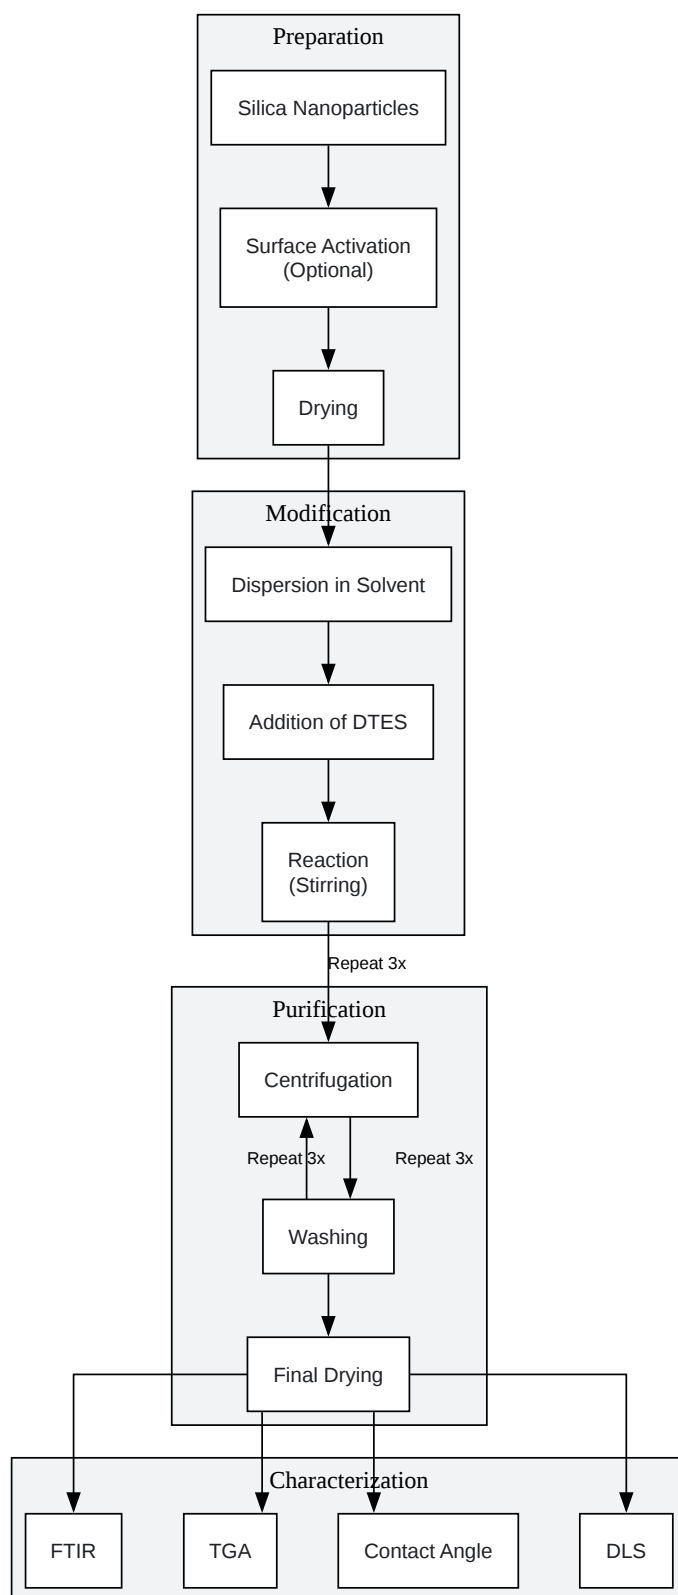 Preparation
Silica Nanoparticles
Surface Activation
(Optional)
Drying
Modification
Dispersion in Solvent
Addition of DTES
Reaction
(Stirring)
Repeat 3x
Purification
Centrifugation
Repeat 3x
Repeat 3x
Washing
Final Drying
Characterization
FTIR
TGA
Contact Angle
DLS